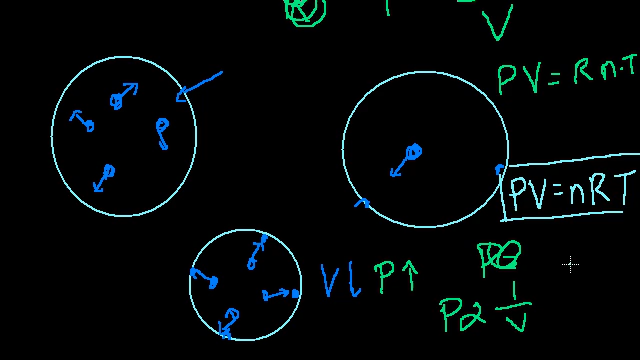 V
PV = Rn.T
PV = nRT
V↓ P↑
P α 1/V